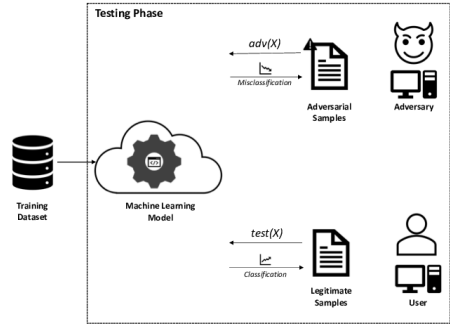 Testing Phase
adv(X)
Misclassification
Adversarial
Samples
Adversary
</>
Training
Dataset
Machine Learning
Model
test(X)
Classification
Legitimate
Samples
User